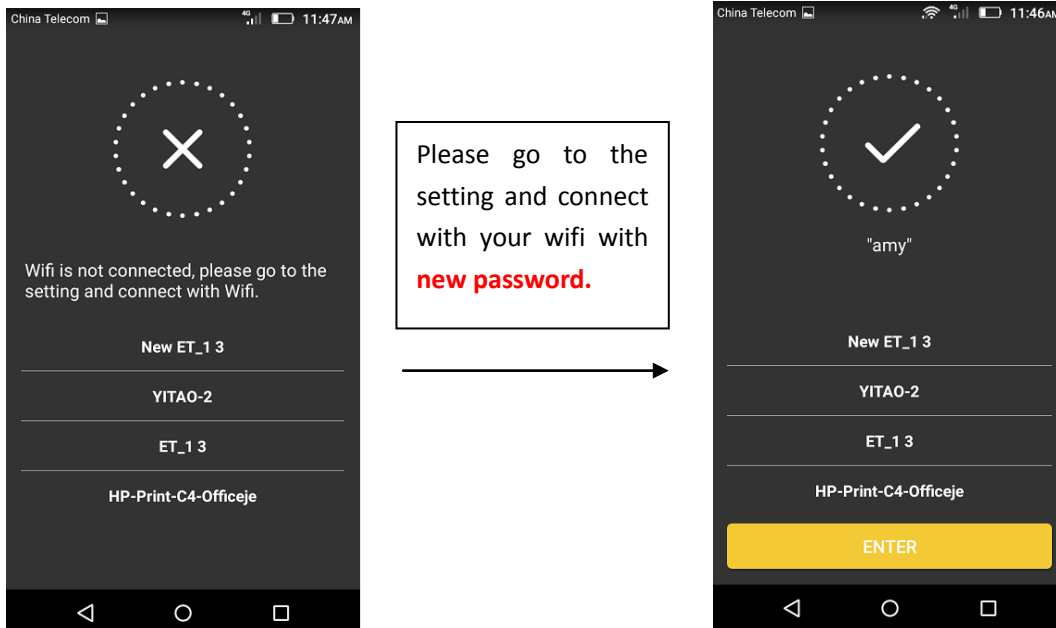 China Telecom
4G
11:47AM
Wifi is not connected, please go to the
setting and connect with Wifi.
New ET_1 3
YITAO-2
ET_1 3
HP-Print-C4-Officeje
Please go to the
setting and connect
with your wifi with
new password.
China Telecom
4G
11:46AM
"amy"
New ET_1 3
YITAO-2
ET_1 3
HP-Print-C4-Officeje
ENTER